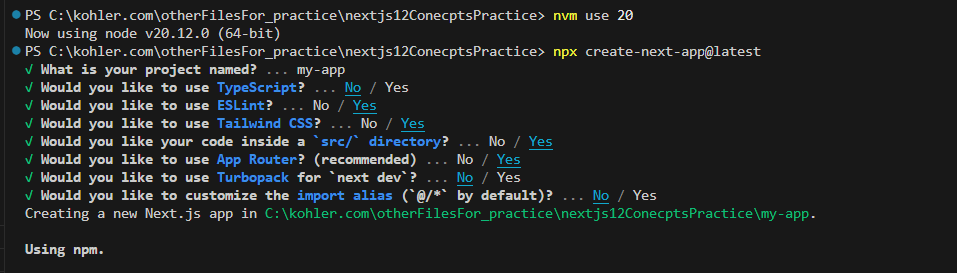 PS C:\kohler.com\otherFilesFor_practice\nextjs12ConecptsPractice> nvm use 20
Now using node v20.12.0 (64-bit)
PS C:\kohler.com\otherFilesFor_practice\nextjs12ConecptsPractice> npx create-next-app@latest
√ What is your project named? ... my-app
√ Would you like to use TypeScript? ... No / Yes
√ Would you like to use ESLint? ... No / Yes
√ Would you like to use Tailwind CSS? ... No / Yes
√ Would you like your code inside a `src/` directory? ... No / Yes
√ Would you like to use App Router? (recommended) ... No / Yes
√ Would you like to use Turbopack for `next dev`? ... No / Yes
√ Would you like to customize the import alias (`@/*` by default)? ... No / Yes
Creating a new Next.js app in C:\kohler.com\otherFilesFor_practice\nextjs12ConecptsPractice\my-app.
Using npm.